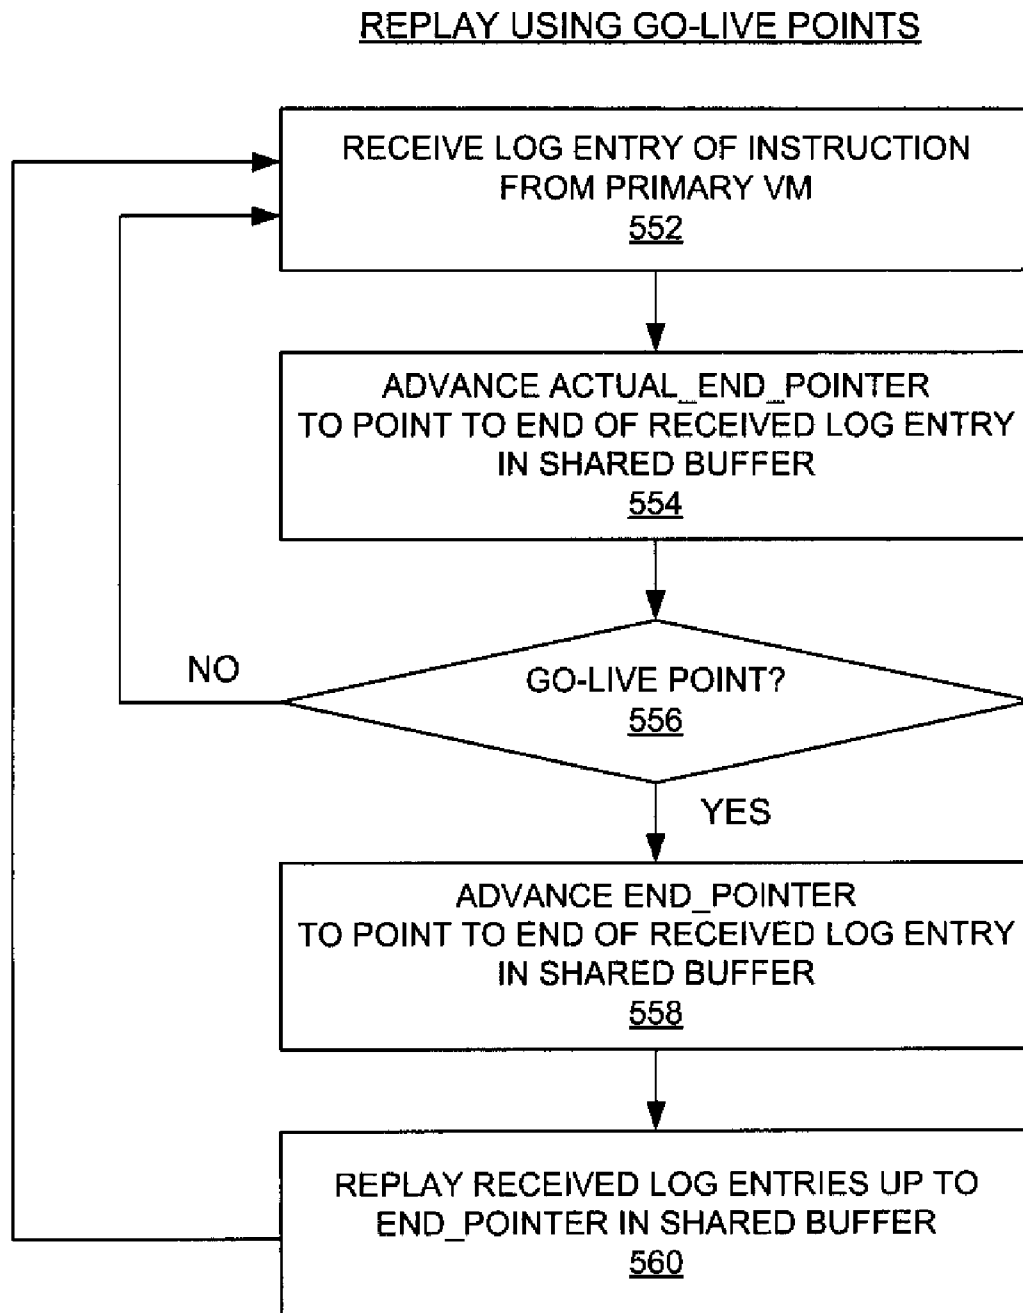 REPLAY USING GO-LIVE POINTS
RECEIVE LOG ENTRY OF INSTRUCTION
FROM PRIMARY VM
552
ADVANCE ACTUAL_END_POINTER
TO POINT TO END OF RECEIVED LOG ENTRY
IN SHARED BUFFER
554
NO
GO-LIVE POINT?
556
YES
ADVANCE END_POINTER
TO POINT TO END OF RECEIVED LOG ENTRY
IN SHARED BUFFER
558
REPLAY RECEIVED LOG ENTRIES UP TO
END_POINTER IN SHARED BUFFER
560